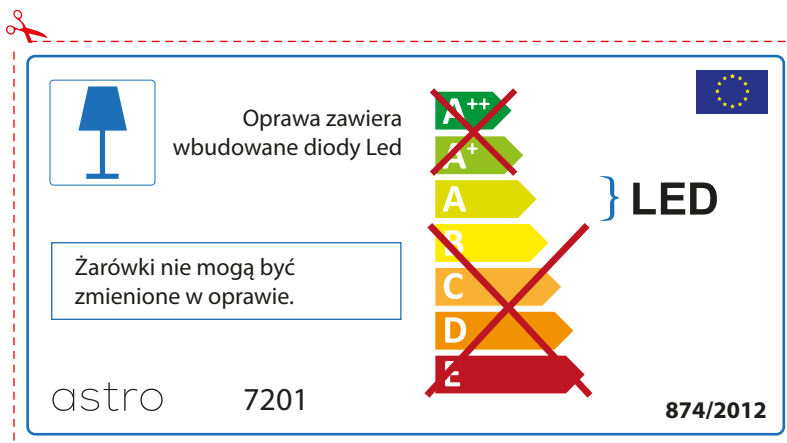 Oprawa zawiera
wbudowane diody Led
A++
A+
A
B
C
D
E
LED
Żarówki nie mogą być
zmienione w oprawie.
astro
7201
874/2012